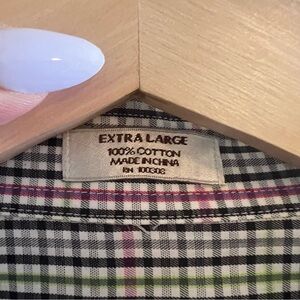 EXTRA LARGE
100% COTTON
MADE IN CHINA
RN 100308